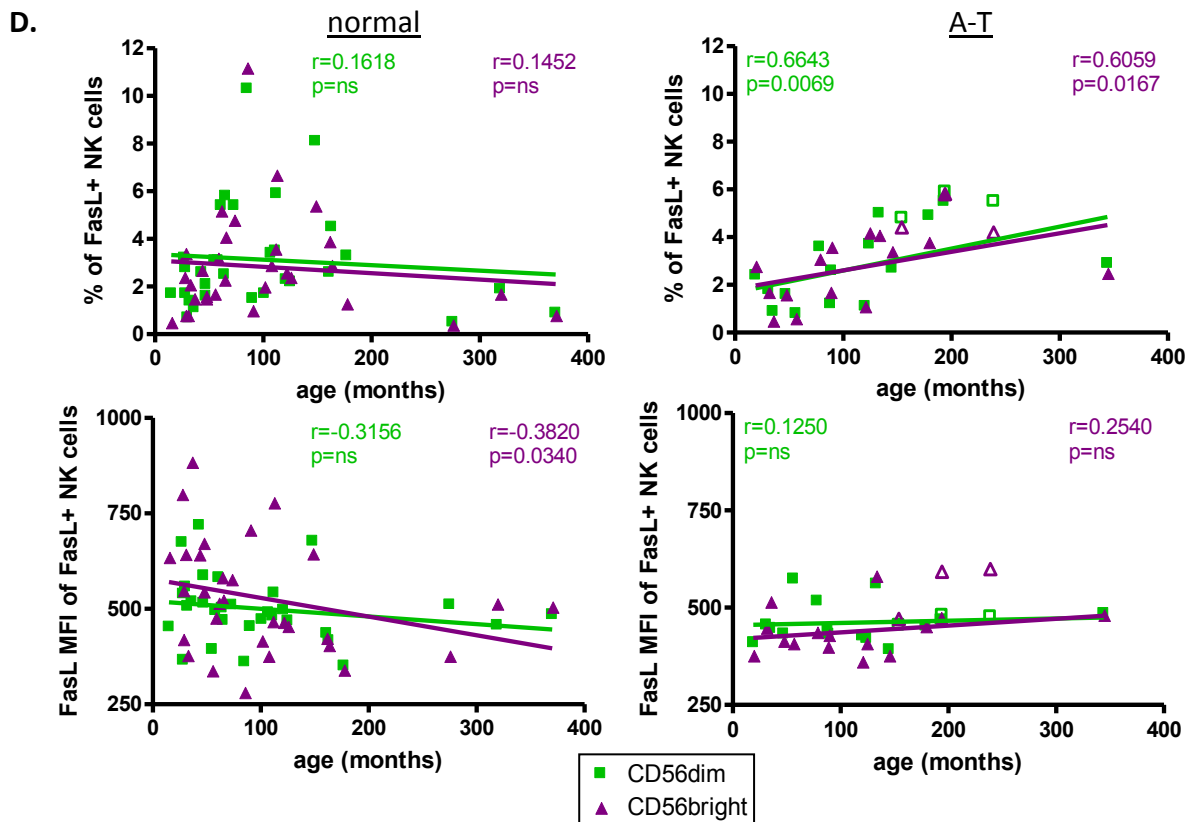 D.
normal
A-T
r=0.1618
p=ns
r=0.1452
p=ns
% of FasL+ NK cells
12
10
8
6
4
2
0
0 100 200 300 400
age (months)
r=0.6643
p=0.0069
r=0.6059
p=0.0167
% of FasL+ NK cells
12
10
8
6
4
2
0
0 100 200 300 400
age (months)
r=-0.3156
p=ns
r=-0.3820
p=0.0340
FasL MFI of FasL+ NK cells
1000
750
500
250
0 100 200 300 400
age (months)
r=0.1250
p=ns
r=0.2540
p=ns
FasL MFI of FasL+ NK cells
1000
750
500
250
0 100 200 300 400
age (months)
CD56dim
CD56bright